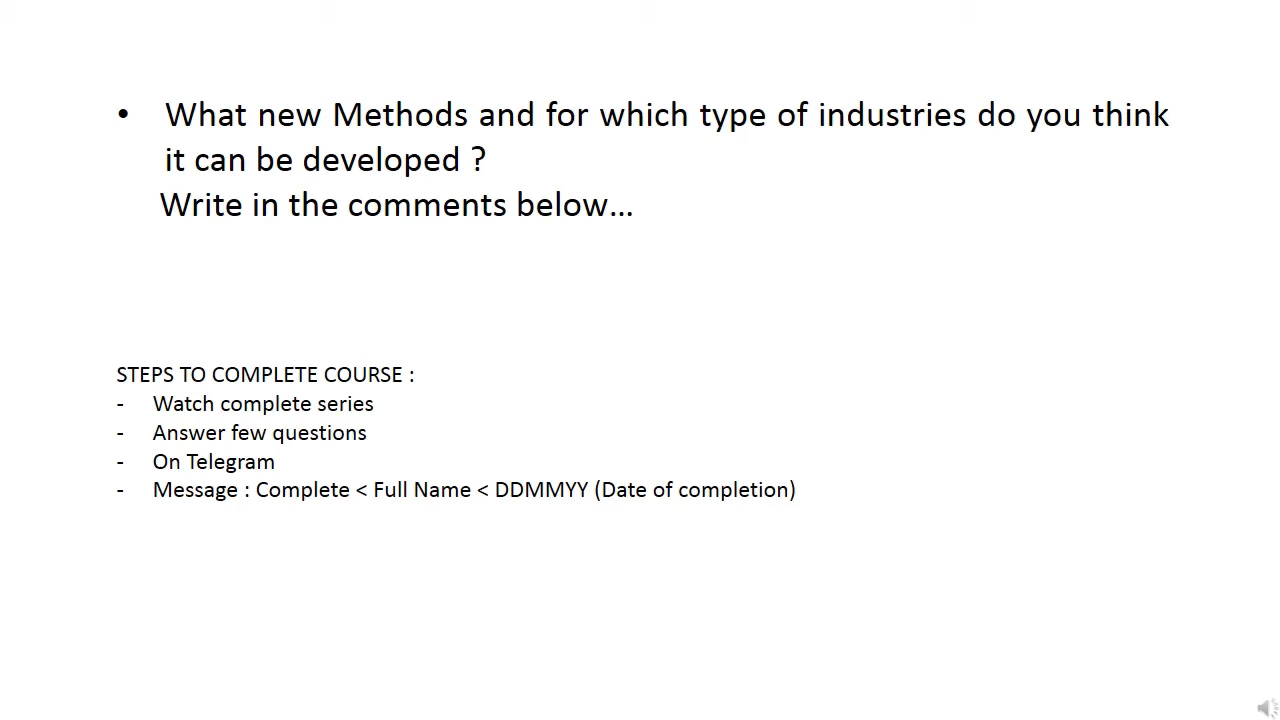 • What new Methods and for which type of industries do you think
it can be developed ?
Write in the comments below...
STEPS TO COMPLETE COURSE :
- Watch complete series
- Answer few questions
- On Telegram
- Message : Complete < Full Name < DDMMYY (Date of completion)